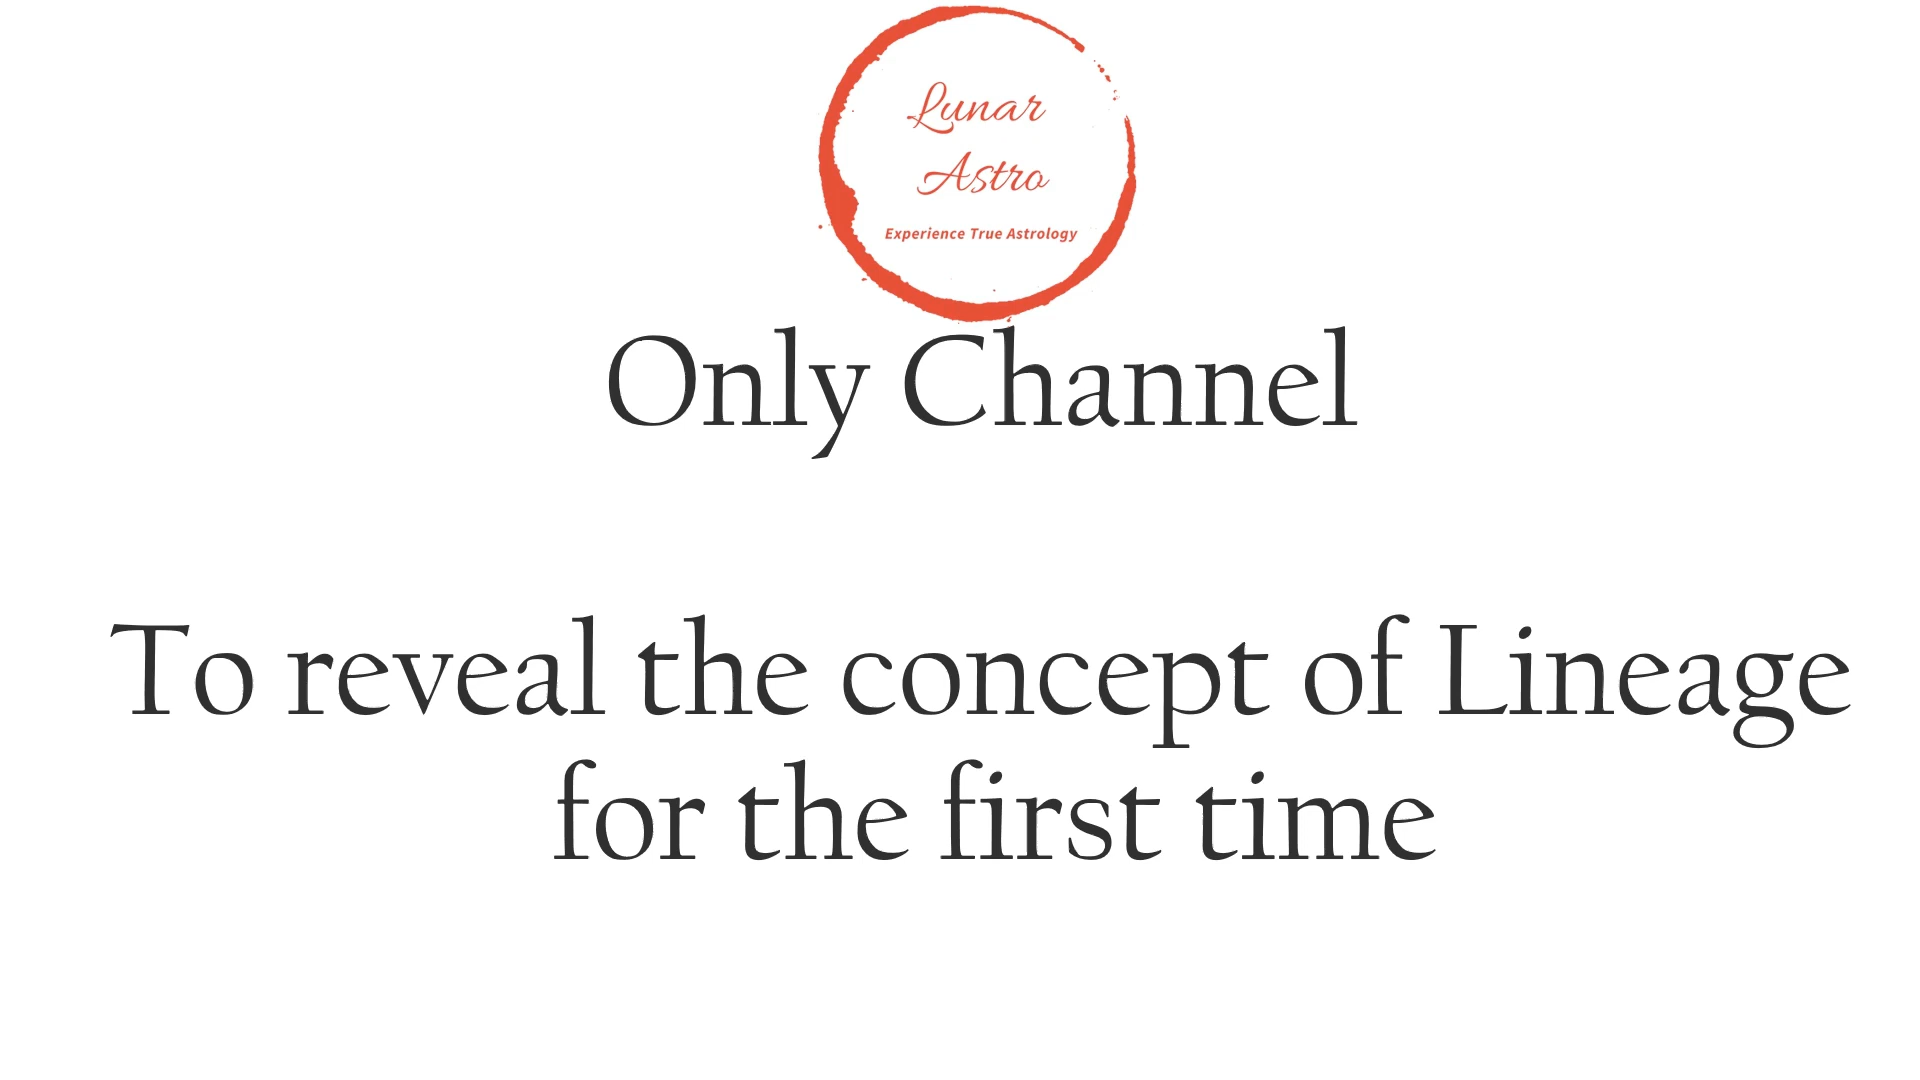 Lunar
Astro
Experience True Astrology
Only Channel
To reveal the concept of Lineage
for the first time